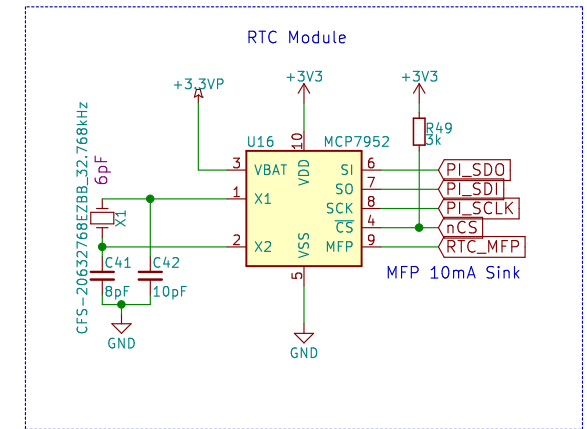 RTC Module
+3.3VP
+3V3
+3V3
U16
MCP7952
R49
3k
10
VDD
3
VBAT
SI
6
PI_SDO
1
X1
SO
7
PI_SDI
SCK
8
PI_SCLK
CS
4
nCS
2
X2
MFP
9
RTC_MFP
VSS
5
MFP 10mA Sink
CFS-20632768EZBB_32.768kHz
6pF
X1
C41
8pF
C42
10pF
GND
GND